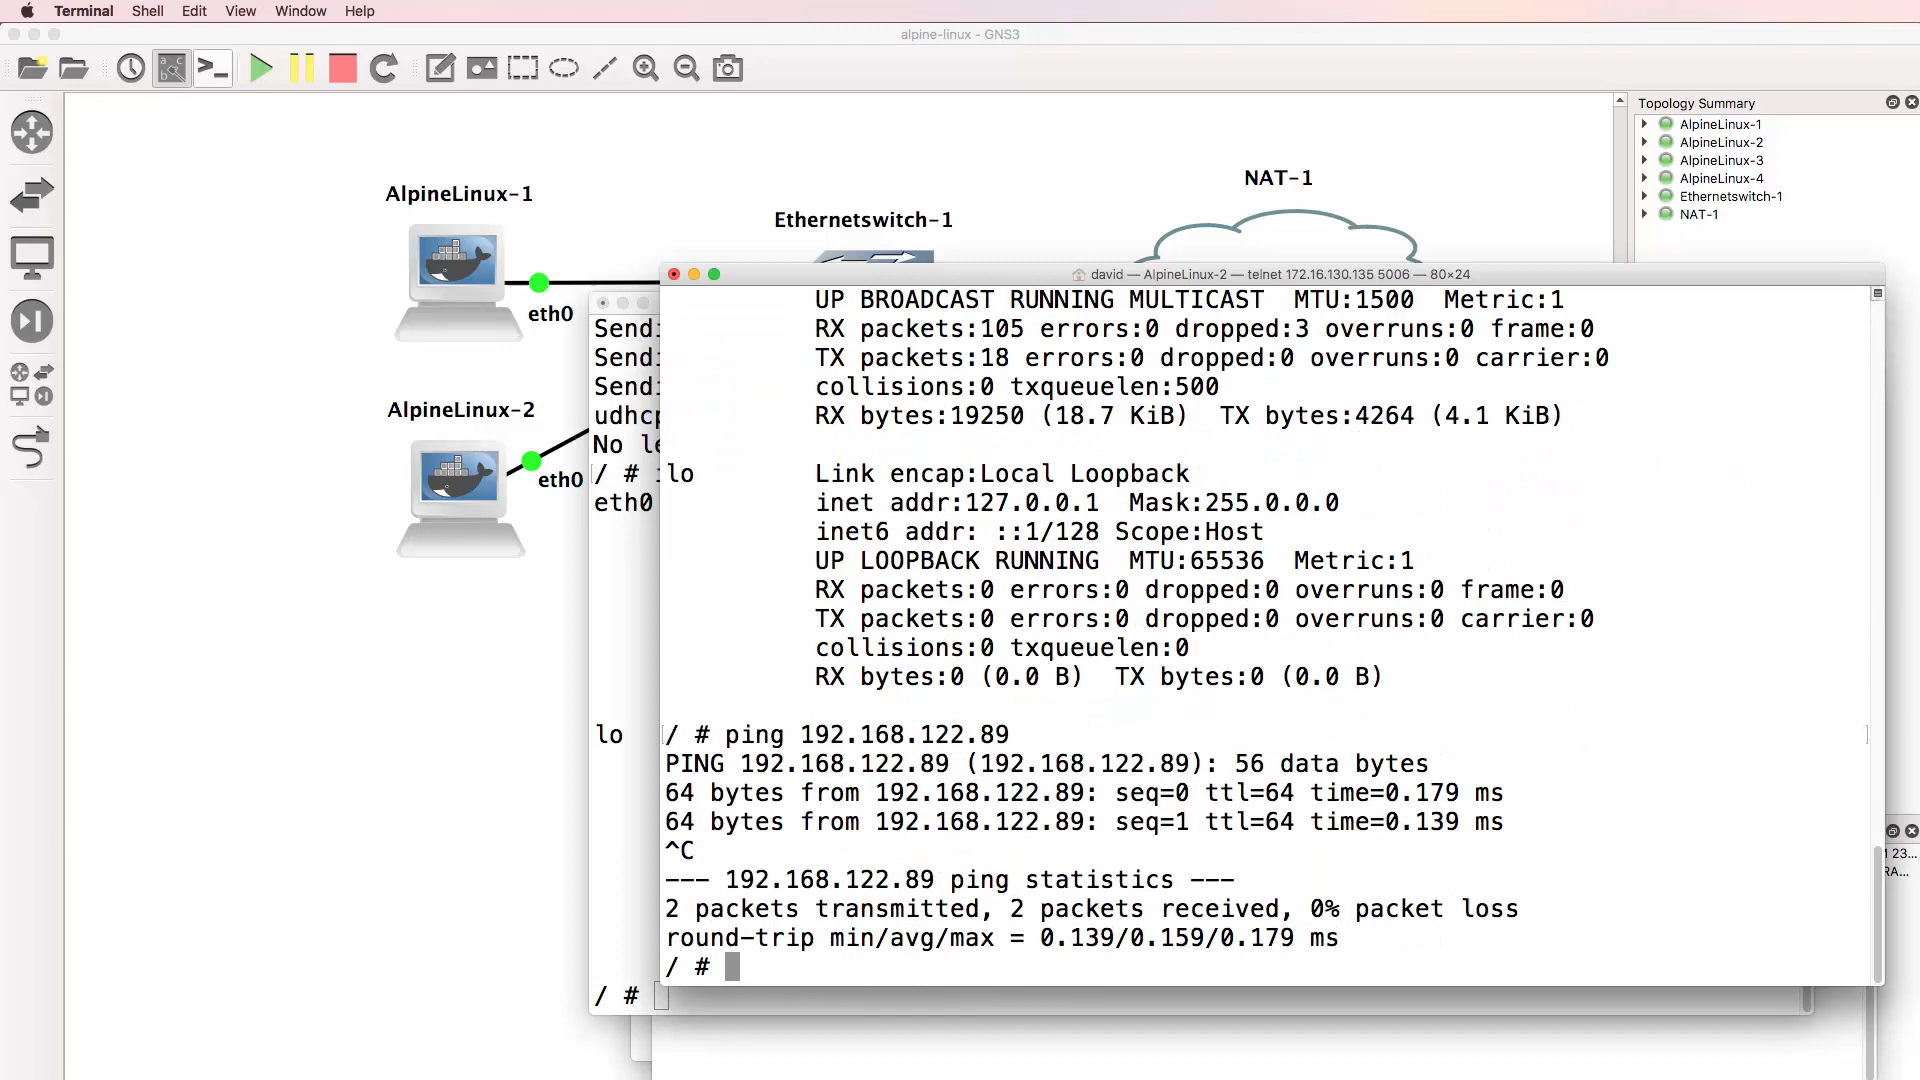 Terminal Shell Edit View Window Help
alpine-linux - GNS3
Topology Summary
AlpineLinux-1
AlpineLinux-2
AlpineLinux-3
AlpineLinux-4
Ethernetswitch-1
NAT-1
NAT-1
AlpineLinux-1
Ethernetswitch-1
eth0
AlpineLinux-2
eth0
david — AlpineLinux-2 — telnet 172.16.130.135 5006 — 80×24
UP BROADCAST RUNNING MULTICAST  MTU:1500  Metric:1
RX packets:105 errors:0 dropped:3 overruns:0 frame:0
TX packets:18 errors:0 dropped:0 overruns:0 carrier:0
collisions:0 txqueuelen:500
RX bytes:19250 (18.7 KiB)  TX bytes:4264 (4.1 KiB)
lo        Link encap:Local Loopback
inet addr:127.0.0.1  Mask:255.0.0.0
inet6 addr: ::1/128 Scope:Host
UP LOOPBACK RUNNING  MTU:65536  Metric:1
RX packets:0 errors:0 dropped:0 overruns:0 frame:0
TX packets:0 errors:0 dropped:0 overruns:0 carrier:0
collisions:0 txqueuelen:0
RX bytes:0 (0.0 B)  TX bytes:0 (0.0 B)
/ # ping 192.168.122.89
PING 192.168.122.89 (192.168.122.89): 56 data bytes
64 bytes from 192.168.122.89: seq=0 ttl=64 time=0.179 ms
64 bytes from 192.168.122.89: seq=1 ttl=64 time=0.139 ms
^C
--- 192.168.122.89 ping statistics ---
2 packets transmitted, 2 packets received, 0% packet loss
round-trip min/avg/max = 0.139/0.159/0.179 ms
/ #
Sendi
Sendi
Sendi
udhcp
No le
/ # i
eth0
lo
/ #
23...
RA...